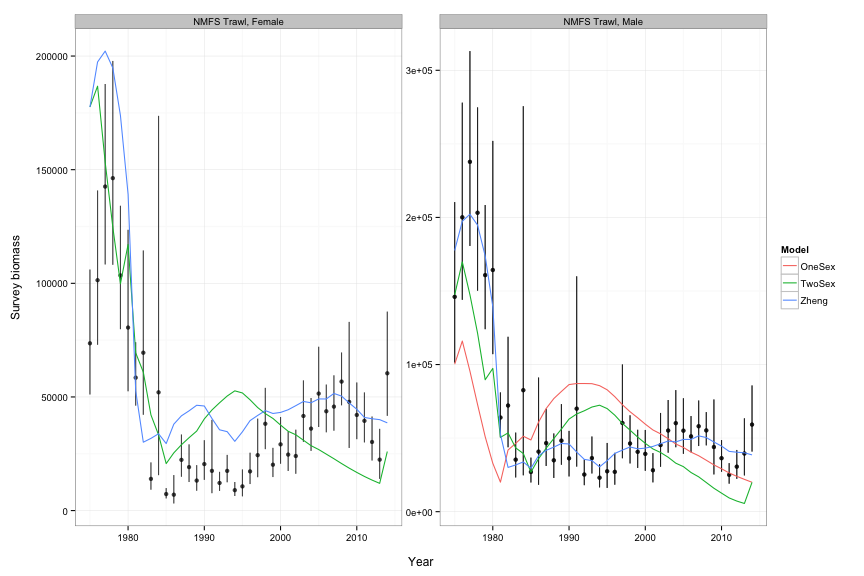 NMFS Trawl, Female
NMFS Trawl, Male
Survey biomass
200000
150000
100000
50000
0
3e+05
2e+05
1e+05
0e+00
1980
1990
2000
2010
1980
1990
2000
2010
Year
Model
OneSex
TwoSex
Zheng